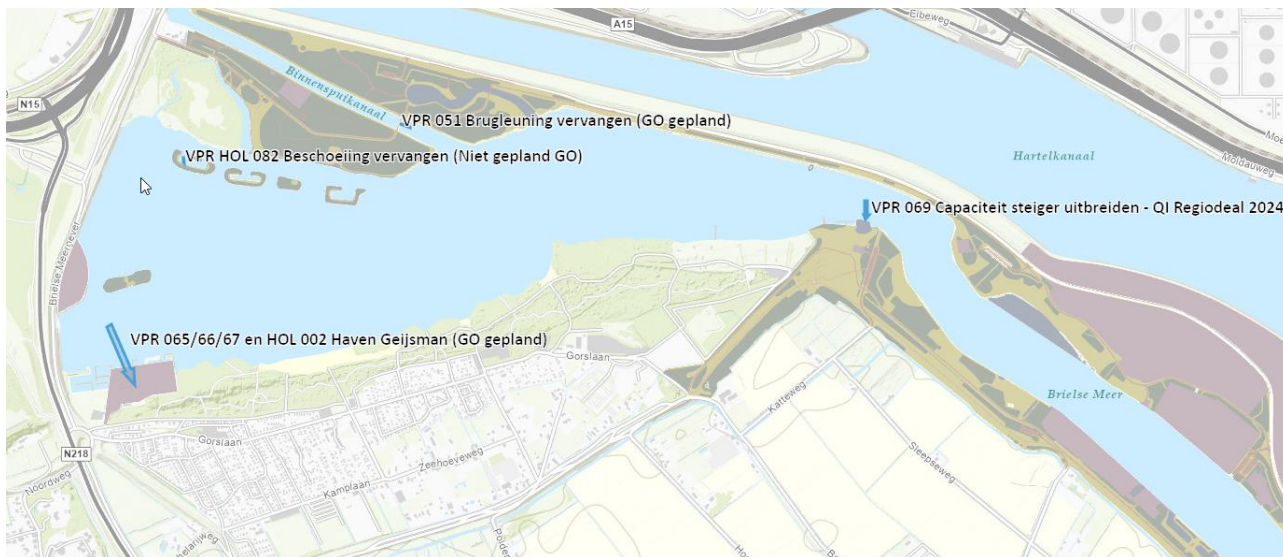 A15
Elbeweg
N15
Binnenspuikanaal
VPR 051 Brugleuning vervangen (GO gepland)
VPR HOL 082 Beschoeiing vervangen (Niet gepland GO)
Hartelkanaal
Moldauweg
VPR 069 Capaciteit steiger uitbreiden - QI Regiodeal 2024
Brielse Meeroever
VPR 065/66/67 en HOL 002 Haven Geijsman (GO gepland)
Gorslaan
Katteweg
Brielse Meer
Gorslaan
N218
Noordweg
Zeehoeveweg
Sleepseweg
Kamplaan